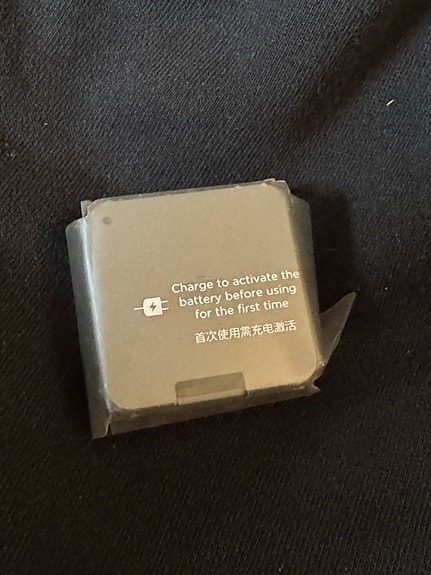 Charge to activate the
battery before using
for the first time
首次使用需充电激活